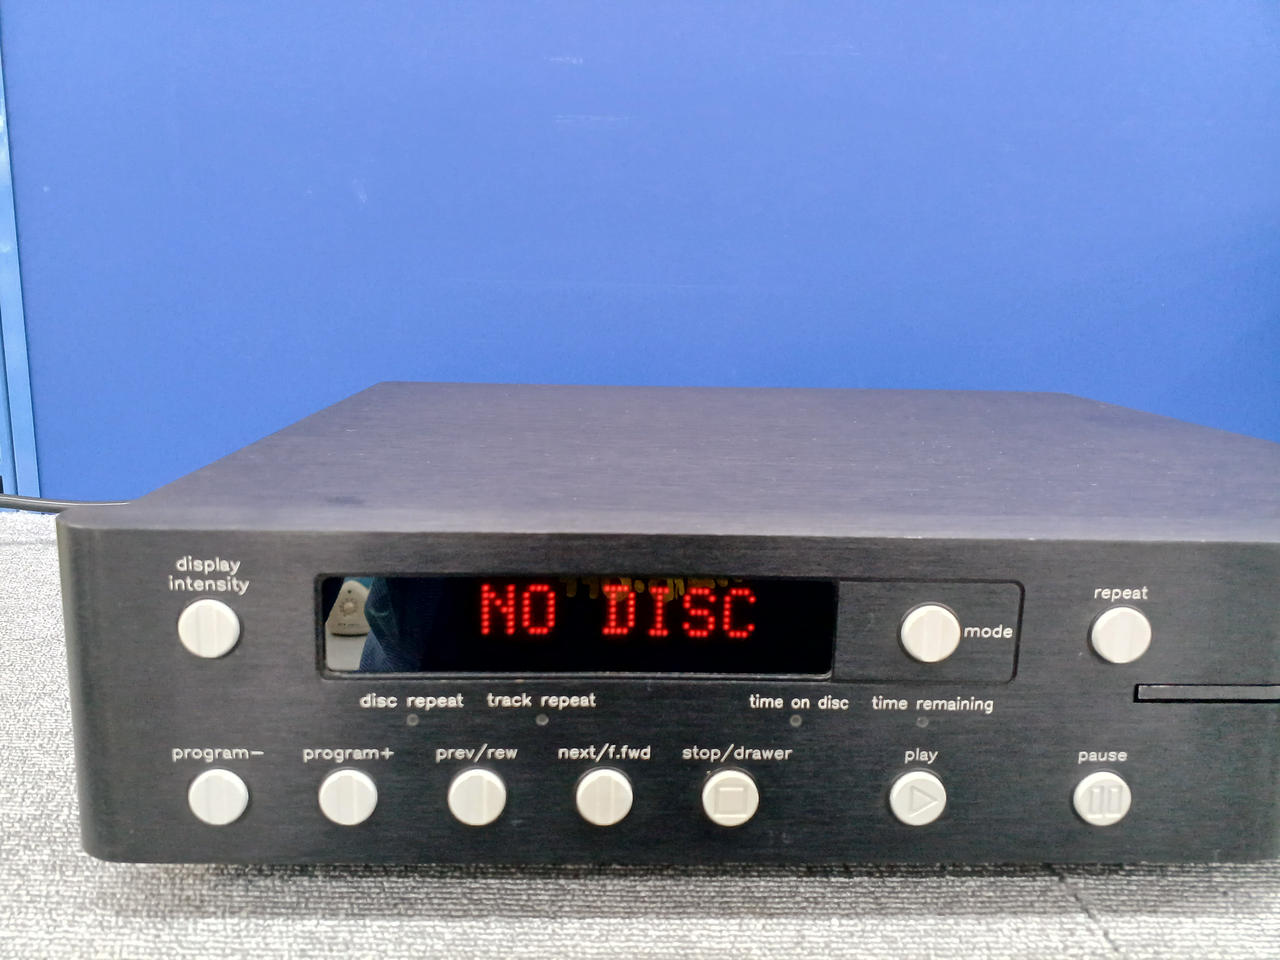 display
intensity
NO DISC
mode
repeat
disc repeat
track repeat
time on disc
time remaining
program-
program+
prev/rew
next/f.fwd
stop/drawer
play
pause